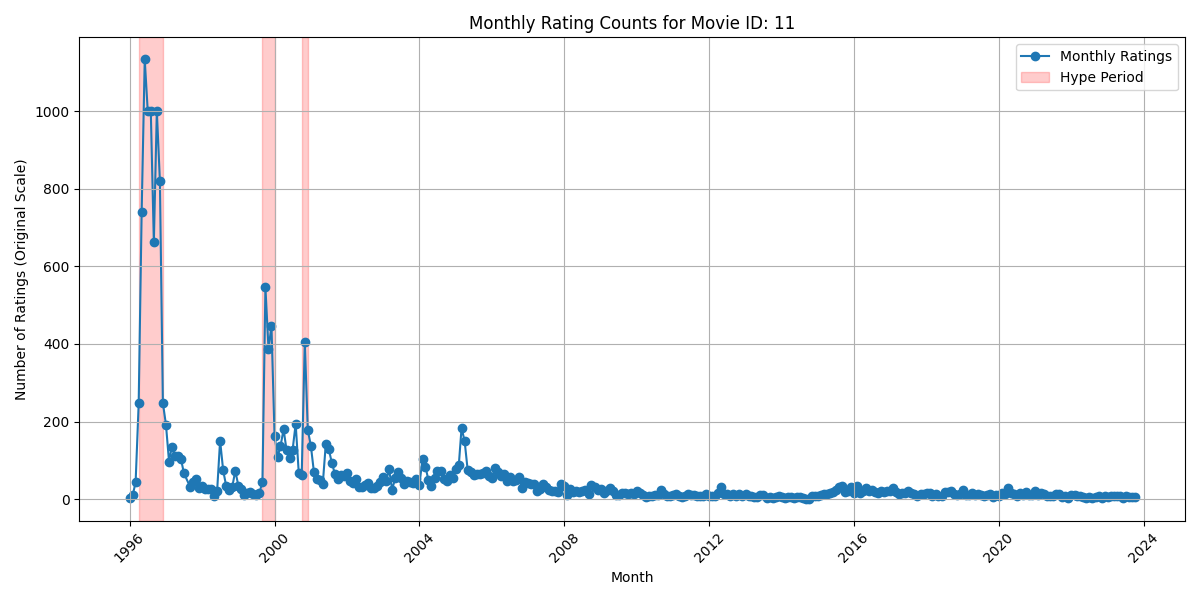 Monthly Rating Counts for Movie ID: 11
Monthly Ratings
Hype Period
Number of Ratings (Original Scale)
1000
800
600
400
200
0
1996
2000
2004
2008
2012
2016
2020
2024
Month